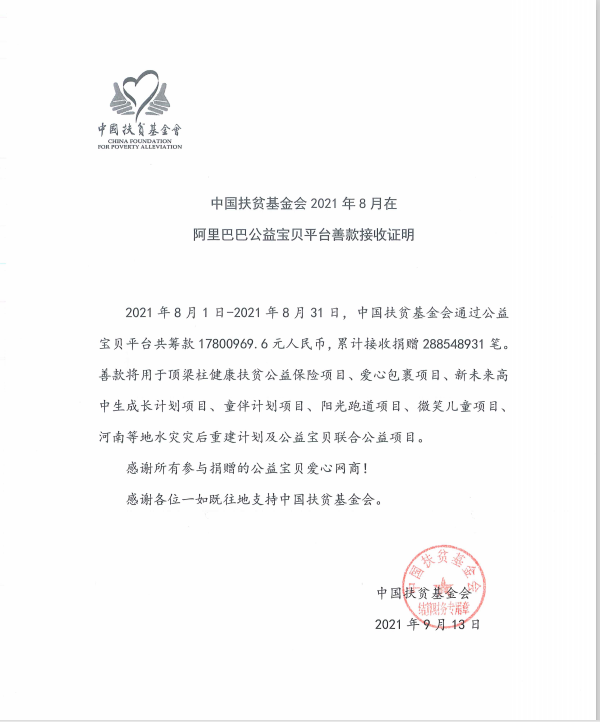 中國扶貧基金會
CHINA FOUNDATION
FOR POVERTY ALLEVIATION
中国扶贫基金会 2021 年 8 月在
阿里巴巴公益宝贝平台善款接收证明
2021 年 8 月 1 日-2021 年 8 月 31 日，中国扶贫基金会通过公益
宝贝平台共筹款 17800969.6 元人民币，累计接收捐赠 288548931 笔。
善款将用于顶梁柱健康扶贫公益保险项目、爱心包裹项目、新未来高
中生成长计划项目、童伴计划项目、阳光跑道项目、微笑儿童项目、
河南等地水灾灾后重建计划及公益宝贝联合公益项目。
感谢所有参与捐赠的公益宝贝爱心网商！
感谢各位一如既往地支持中国扶贫基金会。
中国扶贫基金会
结算财务专用章
中国扶贫基金会
2021 年 9 月 13 日